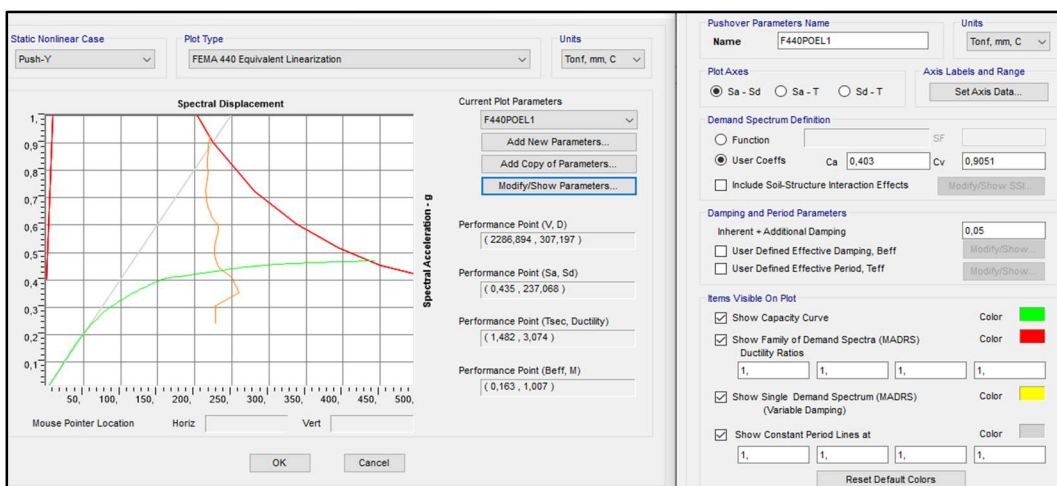 Static Nonlinear Case
Push-Y
Plot Type
FEMA 440 Equivalent Linearization
Units
Tonf, mm, C
Spectral Displacement
1,
0,9
0,8
0,7
0,6
0,5
0,4
0,3
0,2
0,1
50, 100, 150, 200, 250, 300, 350, 400, 450, 500,
Spectral Acceleration - g
Mouse Pointer Location Horiz Vert
Current Plot Parameters
F440POEL1
Add New Parameters...
Add Copy of Parameters...
Modify/Show Parameters...
Performance Point (V, D)
( 2286,894 , 307,197 )
Performance Point (Sa, Sd)
( 0,435 , 237,068 )
Performance Point (Tsec, Ductility)
( 1,482 , 3,074 )
Performance Point (Beff, M)
( 0,163 , 1,007 )
OK Cancel
Pushover Parameters Name
Name F440POEL1
Units
Tonf, mm, C
Plot Axes
Sa - Sd Sa - T Sd - T
Axis Labels and Range
Set Axis Data...
Demand Spectrum Definition
Function SF
User Coeffs Ca 0,403 Cv 0,9051
Include Soil-Structure Interaction Effects Modify/Show SSI...
Damping and Period Parameters
Inherent + Additional Damping 0,05
User Defined Effective Damping, Beff Modify/Show...
User Defined Effective Period, Teff Modify/Show...
Items Visible On Plot
Show Capacity Curve Color
Show Family of Demand Spectra (MADRS) Color
Ductility Ratios
1, 1, 1, 1,
Show Single Demand Spectrum (MADRS) Color
(Variable Damping)
Show Constant Period Lines at Color
1, 1, 1, 1,
Reset Default Colors